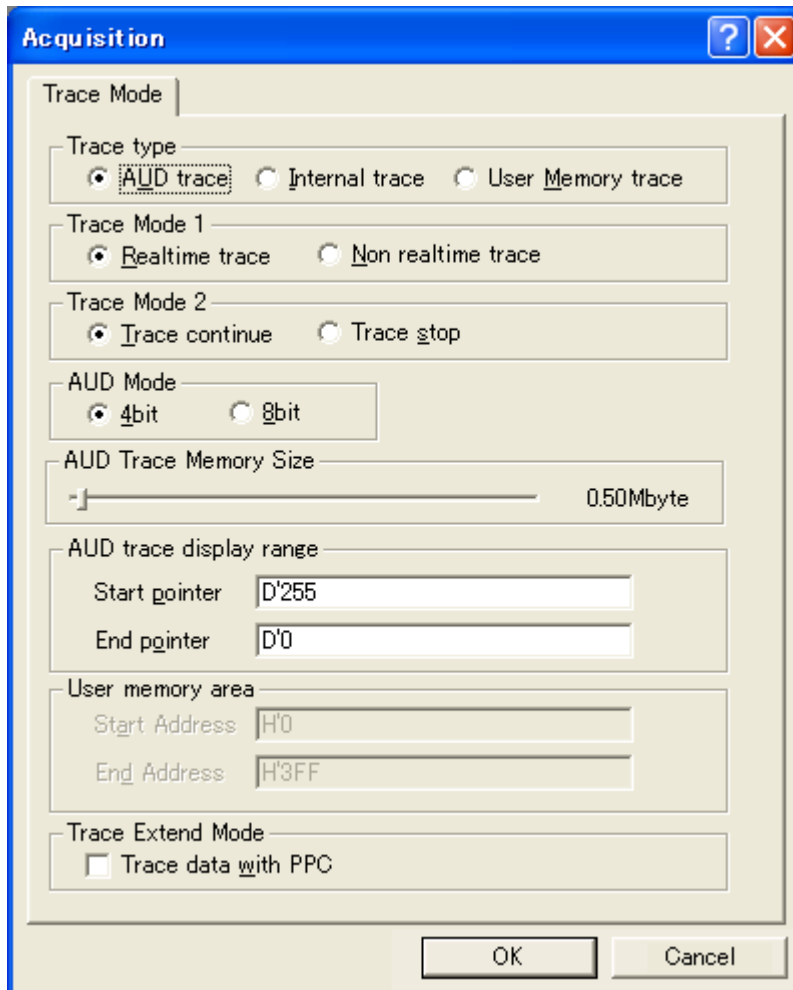 Acquisition
Trace Mode
Trace type
AUD trace Internal trace User Memory trace
Trace Mode 1
Realtime trace Non realtime trace
Trace Mode 2
Trace continue Trace stop
AUD Mode
4bit 8bit
AUD Trace Memory Size
0.50Mbyte
AUD trace display range
Start pointer D'255
End pointer D'0
User memory area
Start Address H'0
End Address H'3FF
Trace Extend Mode
Trace data with PPC
OK Cancel